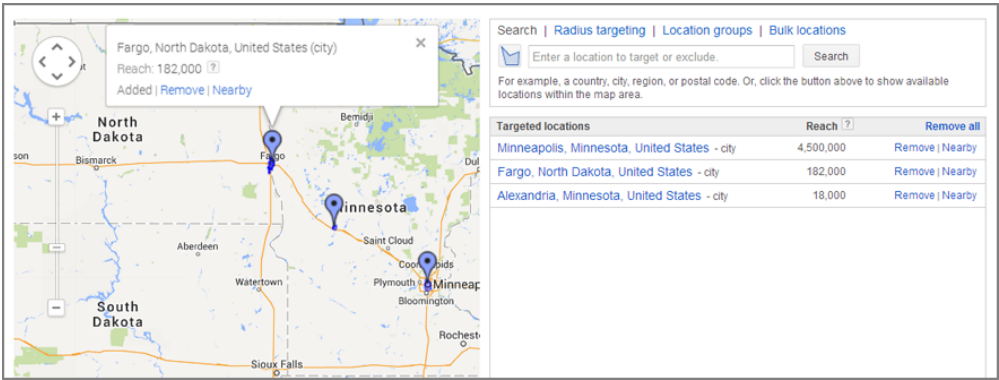 Fargo, North Dakota, United States (city)
Reach: 182,000 ?
Added | Remove | Nearby
North
Dakota
Bismarck
Fargo
Bemidji
Minnesota
Aberdeen
Saint Cloud
Watertown
Plymouth
Minneap
Bloomington
South
Dakota
Rochest
Sioux Falls
Search | Radius targeting | Location groups | Bulk locations
Enter a location to target or exclude.
Search
For example, a country, city, region, or postal code. Or, click the button above to show available
locations within the map area.
Targeted locations Reach ? Remove all
Minneapolis, Minnesota, United States - city 4,500,000 Remove | Nearby
Fargo, North Dakota, United States - city 182,000 Remove | Nearby
Alexandria, Minnesota, United States - city 18,000 Remove | Nearby